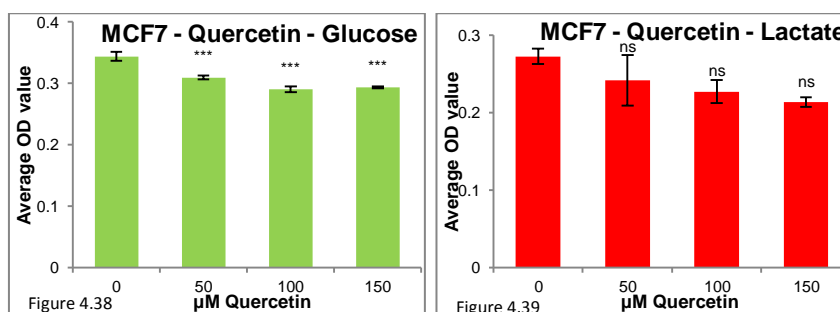 MCF7 - Quercetin - Glucose
0.4
0.3
0.2
0.1
0
Average OD value
***
***
***
0
50
100
150
µM Quercetin
Figure 4.38
MCF7 - Quercetin - Lactate
0.3
0.2
0.1
0
Average OD value
ns
ns
ns
0
50
100
150
µM Quercetin
Figure 4.39